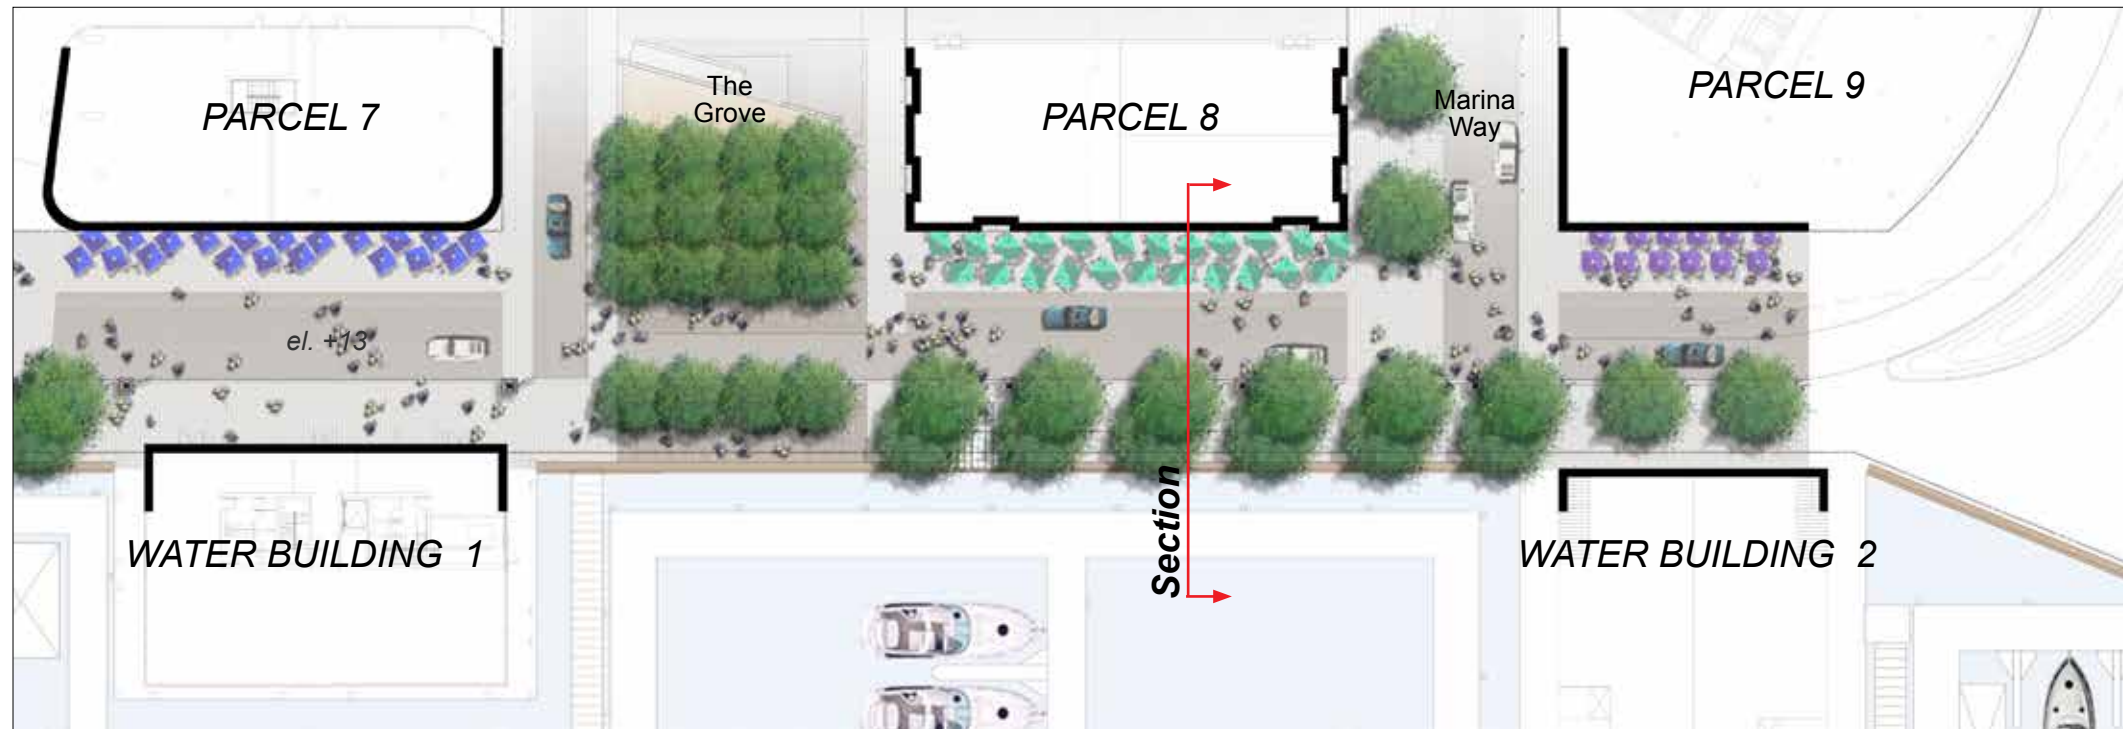 PARCEL 7
The
Grove
PARCEL 8
Marina
Way
PARCEL 9
el. +13
Section
WATER BUILDING 1
WATER BUILDING 2